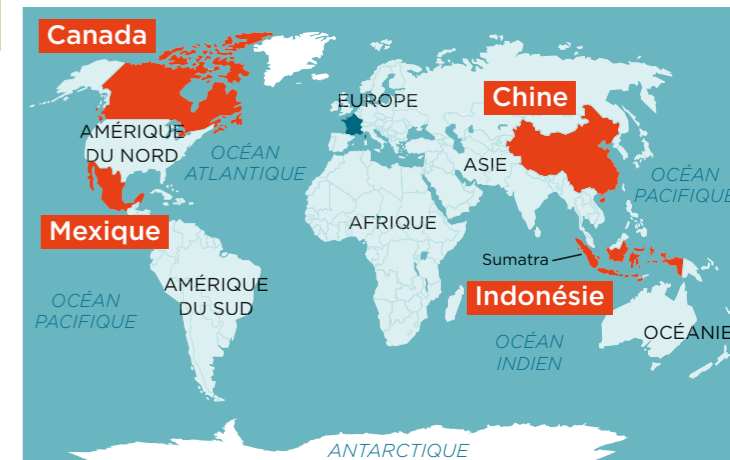 Canada
EUROPE
Chine
AMÉRIQUE
DU NORD
OCÉAN
ATLANTIQUE
ASIE
OCÉAN
PACIFIQUE
Mexique
AFRIQUE
Sumatra
AMÉRIQUE
DU SUD
Indonésie
OCÉAN
PACIFIQUE
OCÉAN
INDIEN
OCÉANIE
ANTARCTIQUE